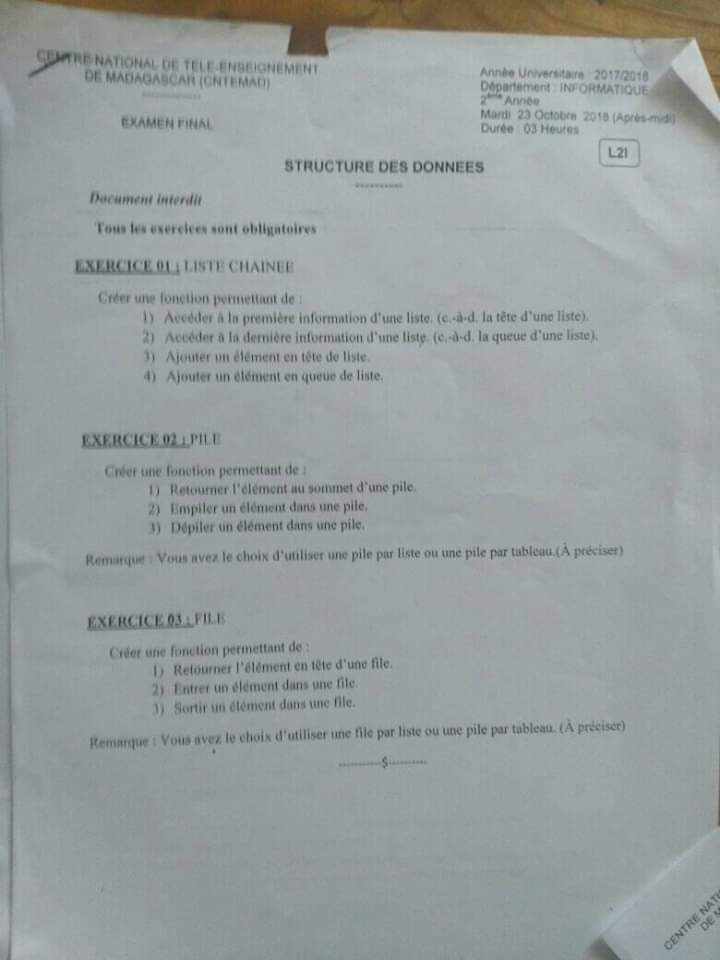 CENTRE NATIONAL DE TELE-ENSEIGNEMENT
DE MADAGASCAR (CNTEMAD)
EXAMEN FINAL
Année Universitaire : 2017/2018
Département : INFORMATIQUE
2ème Année
Mardi 23 Octobre 2018 (Après-midi)
Durée : 03 Heures
L2I
STRUCTURE DES DONNEES
Document interdit
Tous les exercices sont obligatoires
EXERCICE 01 : LISTE CHAINEE
Créer une fonction permettant de :
1) Accéder à la première information d'une liste. (c.-à-d. la tête d'une liste).
2) Accéder à la dernière information d'une liste. (c.-à-d. la queue d'une liste).
3) Ajouter un élément en tête de liste.
4) Ajouter un élément en queue de liste.
EXERCICE 02 : PILE
Créer une fonction permettant de :
1) Retourner l'élément au sommet d'une pile.
2) Empiler un élément dans une pile.
3) Dépiler un élément dans une pile.
Remarque : Vous avez le choix d'utiliser une pile par liste ou une pile par tableau.(À préciser)
EXERCICE 03 : FILE
Créer une fonction permettant de :
1) Retourner l'élément en tête d'une file.
2) Entrer un élément dans une file.
3) Sortir un élément dans une file.
Remarque : Vous avez le choix d'utiliser une file par liste ou une pile par tableau. (À préciser)
----------$----------
CENTRE NATI
DE M